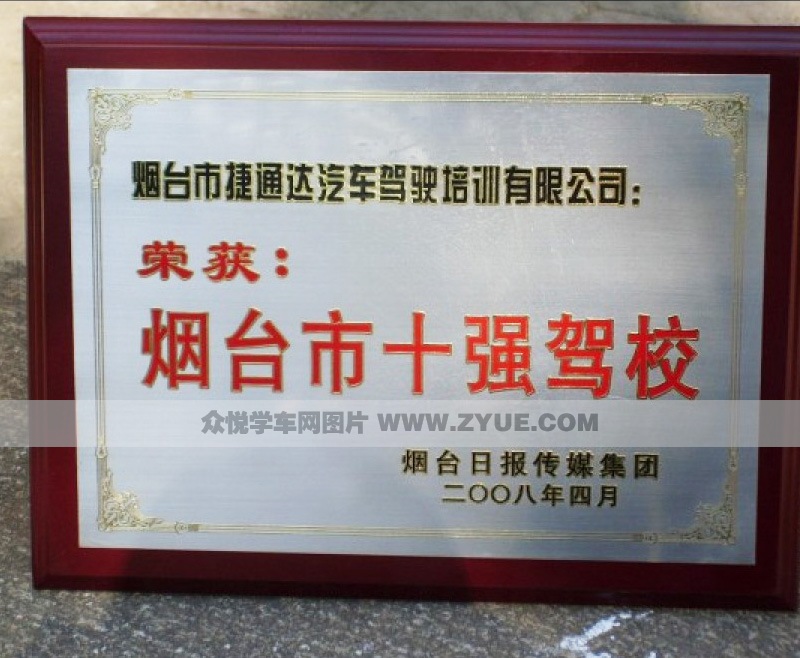 烟台市捷通达汽车驾驶培训有限公司：
荣获：
烟台市十强驾校
众悦学车网图片 WWW.ZYUE.COM
烟台日报传媒集团
二〇〇八年四月